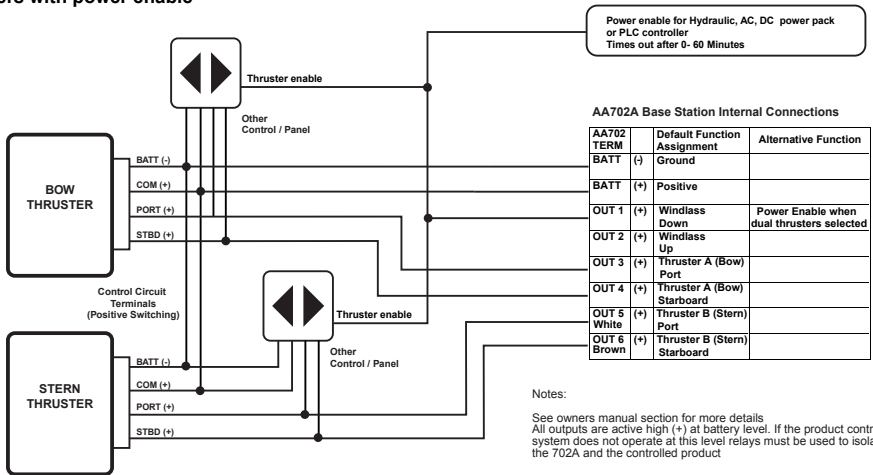 with power enable
Power enable for Hydraulic, AC, DC power pack
or PLC controller
Times out after 0- 60 Minutes
Thruster enable
Other
Control / Panel
AA702A Base Station Internal Connections
AA702 TERM Default Function Assignment Alternative Function
BATT (-) Ground
BATT (+) Positive
OUT 1 (+) Windlass Down Power Enable when dual thrusters selected
OUT 2 (+) Windlass Up
OUT 3 (+) Thruster A (Bow) Port
OUT 4 (+) Thruster A (Bow) Starboard
OUT 5 White (+) Thruster B (Stern) Port
OUT 6 Brown (+) Thruster B (Stern) Starboard
BOW
THRUSTER
BATT (-)
COM (+)
PORT (+)
STBD (+)
Control Circuit
Terminals
(Positive Switching)
Thruster enable
Other
Control / Panel
STERN
THRUSTER
BATT (-)
COM (+)
PORT (+)
STBD (+)
Notes:
See owners manual section for more details
All outputs are active high (+) at battery level. If the product
system does not operate at this level relays must be used to
the 702A and the controlled product